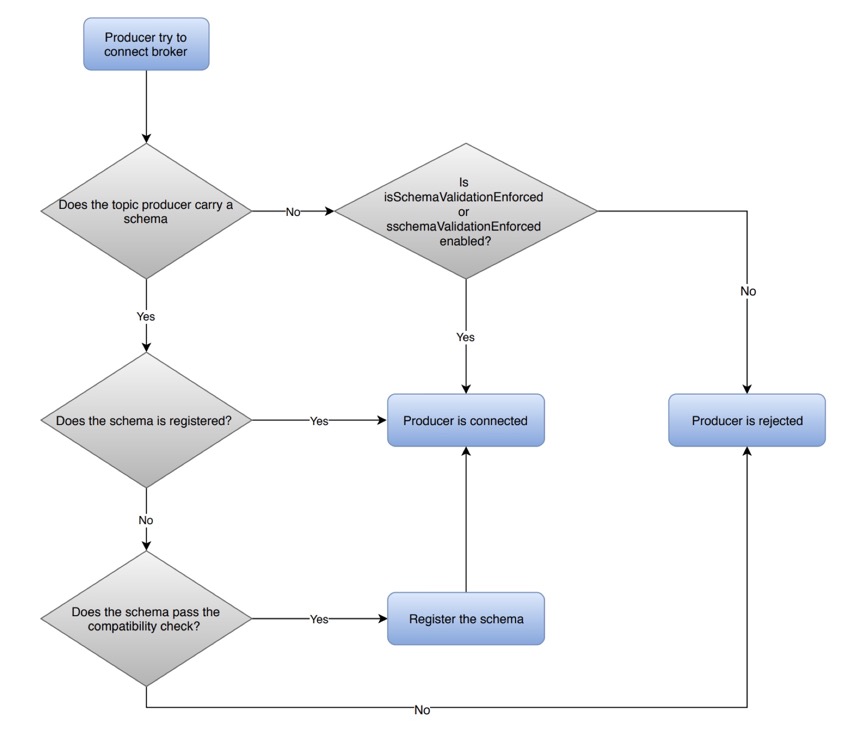 Producer try to
connect broker
Does the topic producer carry a
schema
No
Is
isSchemaValidationEnforced
or
sschemaValidationEnforced
enabled?
No
Yes
Yes
Does the schema is registered?
Yes
Producer is connected
Producer is rejected
No
Does the schema pass the
compatibility check?
Yes
Register the schema
No